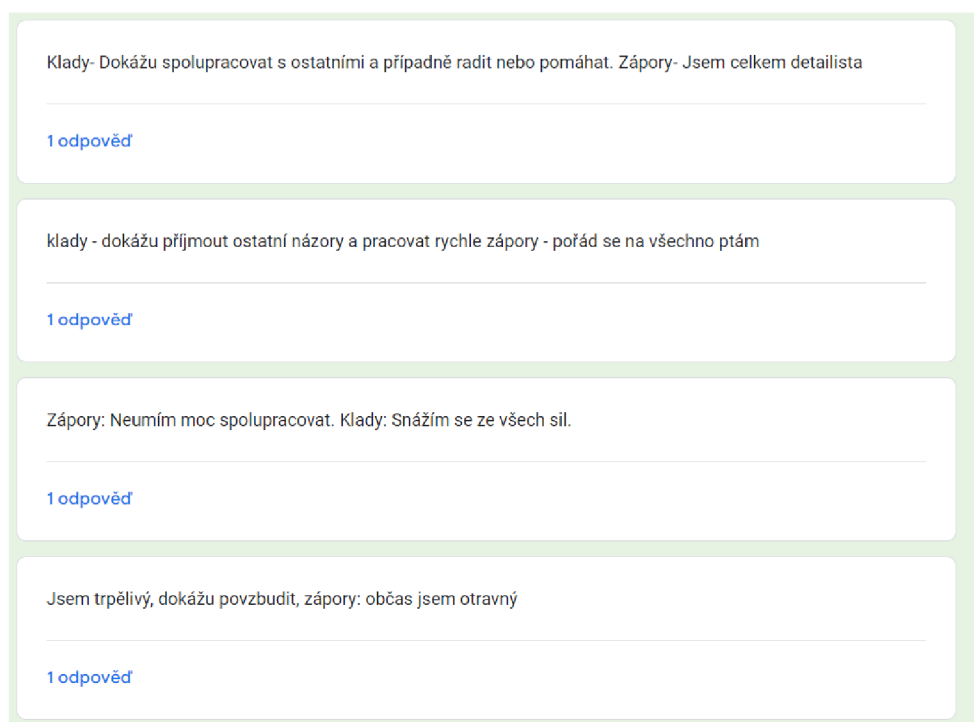 Klady- Dokážu spolupracovat s ostatními a případně radit nebo pomáhat. Zápory- Jsem celkem detailista
1 odpověď
klady - dokážu příjmout ostatní názory a pracovat rychle zápory - pořád se na všechno ptám
1 odpověď
Zápory: Neumím moc spolupracovat. Klady: Snážím se ze všech sil.
1 odpověď
Jsem trpělivý, dokážu povzbudit, zápory: občas jsem otravný
1 odpověď